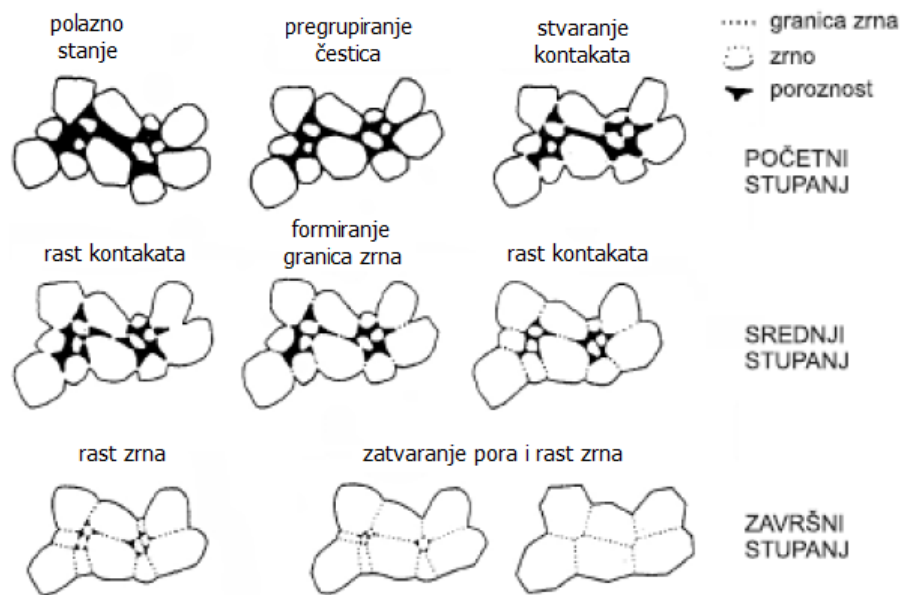 polazno
stanje
pregrupiranje
čestica
stvaranje
kontakata
granica zrna
zrno
poroznost
POČETNI
STUPANJ
rast kontakata
formiranje
granica zrna
rast kontakata
SREDNJI
STUPANJ
rast zrna
zatvaranje pora i rast zrna
ZAVRŠNI
STUPANJ